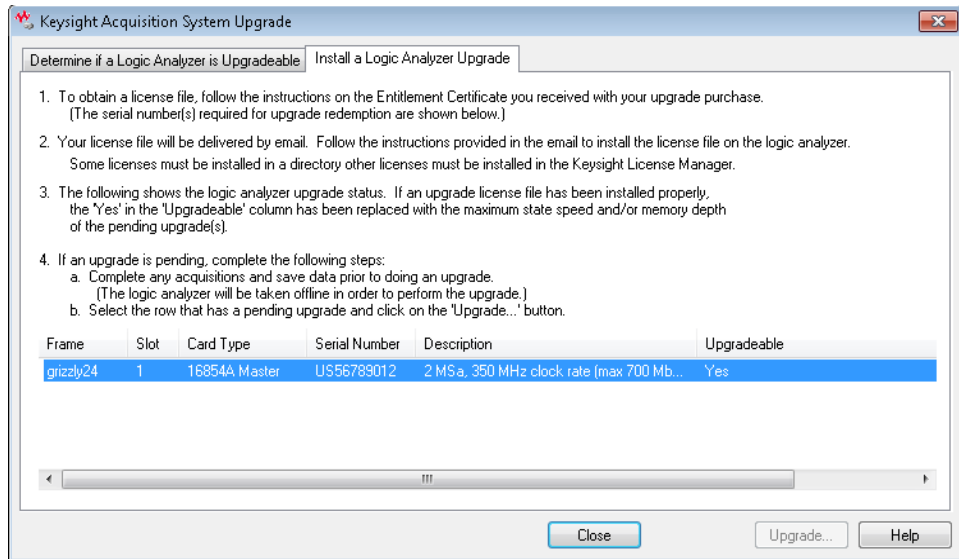 Keysight Acquisition System Upgrade
Determine if a Logic Analyzer is Upgradeable Install a Logic Analyzer Upgrade
1. To obtain a license file, follow the instructions on the Entitlement Certificate you received with your upgrade purchase.
(The serial number(s) required for upgrade redemption are shown below.)
2. Your license file will be delivered by email. Follow the instructions provided in the email to install the license file on the logic analyzer.
Some licenses must be installed in a directory other licenses must be installed in the Keysight License Manager.
3. The following shows the logic analyzer upgrade status. If an upgrade license file has been installed properly,
the 'Yes' in the 'Upgradeable' column has been replaced with the maximum state speed and/or memory depth
of the pending upgrade(s).
4. If an upgrade is pending, complete the following steps:
a. Complete any acquisitions and save data prior to doing an upgrade.
(The logic analyzer will be taken offline in order to perform the upgrade.)
b. Select the row that has a pending upgrade and click on the 'Upgrade...' button.
Frame Slot Card Type Serial Number Description Upgradeable
grizzly24 1 16854A Master US56789012 2 MSa, 350 MHz clock rate (max 700 Mb... Yes
Close Upgrade... Help